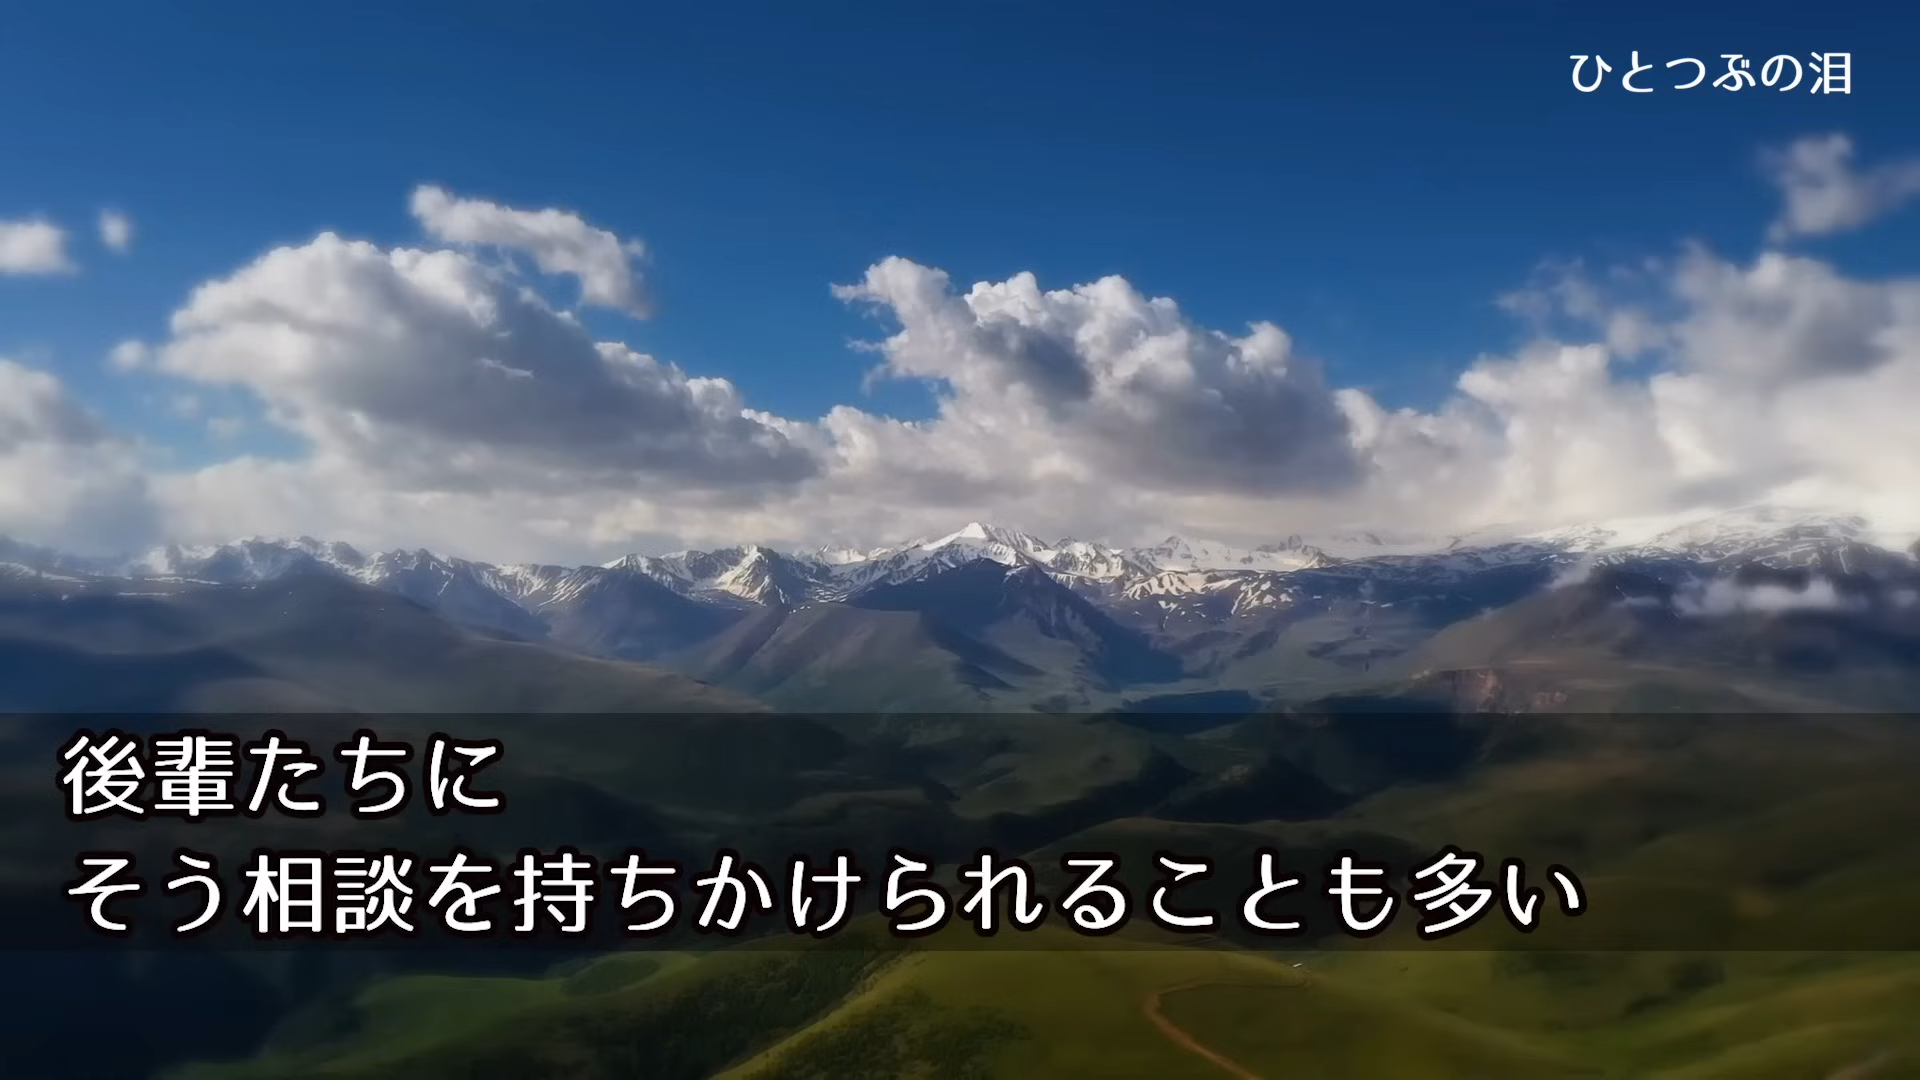 ひとつぶの泪
後輩たちに
そう相談を持ちかけられることも多い